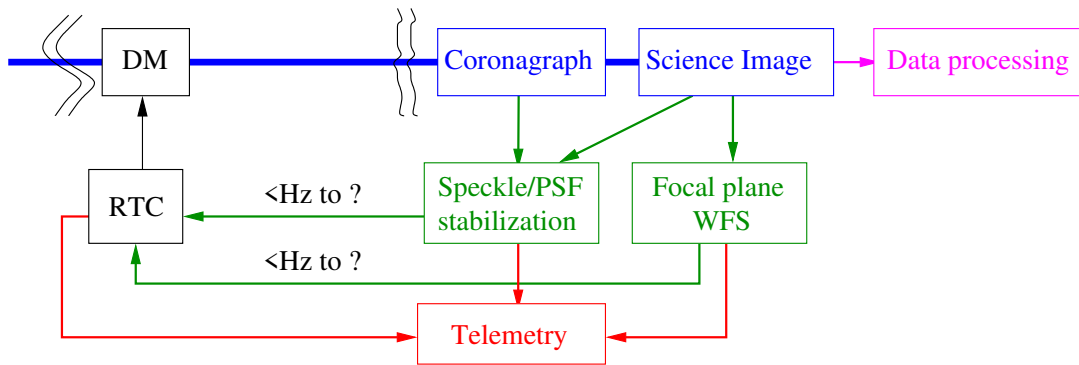 DM
Coronagraph
Science Image
Data processing
RTC
<Hz to ?
Speckle/PSF
stabilization
Focal plane
WFS
<Hz to ?
Telemetry